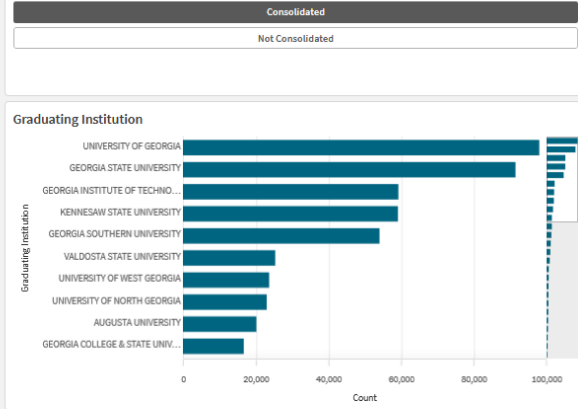 Consolidated
Not Consolidated
Graduating Institution
Graduating Institution
UNIVERSITY OF GEORGIA
GEORGIA STATE UNIVERSITY
GEORGIA INSTITUTE OF TECHNO...
KENNESAW STATE UNIVERSITY
GEORGIA SOUTHERN UNIVERSITY
VALDOSTA STATE UNIVERSITY
UNIVERSITY OF WEST GEORGIA
UNIVERSITY OF NORTH GEORGIA
AUGUSTA UNIVERSITY
GEORGIA COLLEGE & STATE UNIV...
0 20,000 40,000 60,000 80,000 100,000
Count